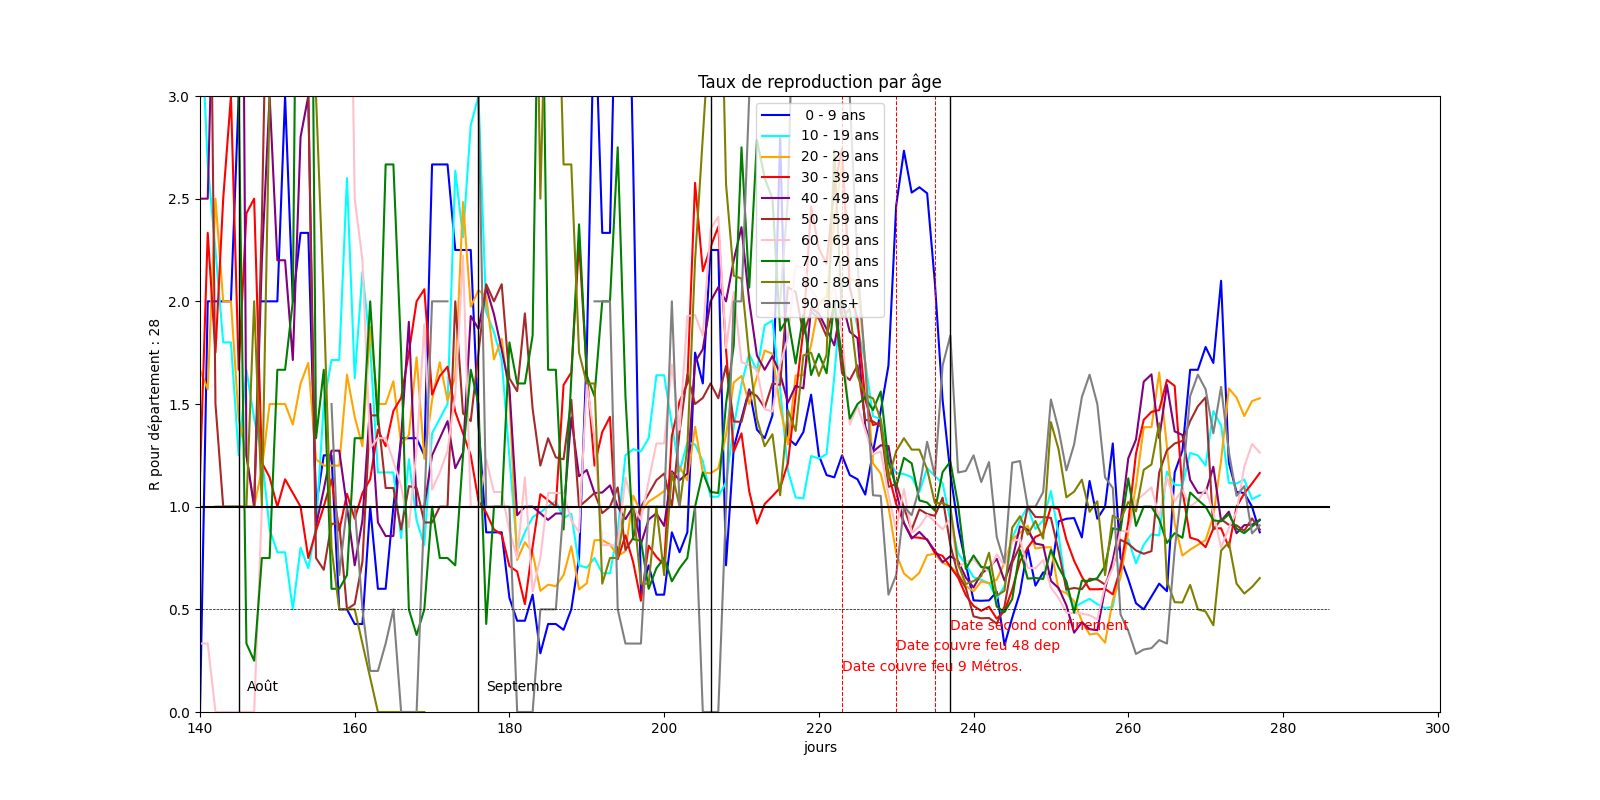 Taux de reproduction par âge
R pour département : 28
3.0
2.5
2.0
1.5
1.0
0.5
0.0
0 - 9 ans
10 - 19 ans
20 - 29 ans
30 - 39 ans
40 - 49 ans
50 - 59 ans
60 - 69 ans
70 - 79 ans
80 - 89 ans
90 ans+
Date second confinement
Date couvre feu 48 dep
Date couvre feu 9 Métros.
Août
Septembre
140 160 180 200 220 240 260 280 300
jours